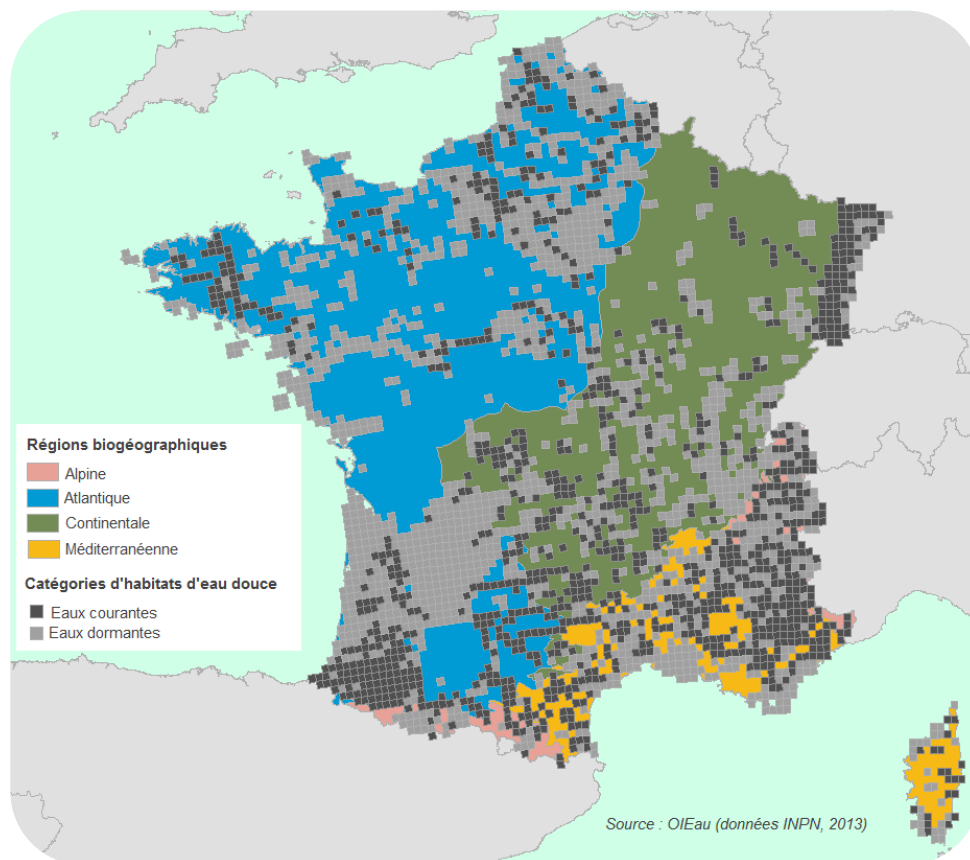 Régions biogéographiques
Alpine
Atlantique
Continentale
Méditerranéenne
Catégories d'habitats d'eau douce
Eaux courantes
Eaux dormantes
Source : OIEau (données INPN, 2013)